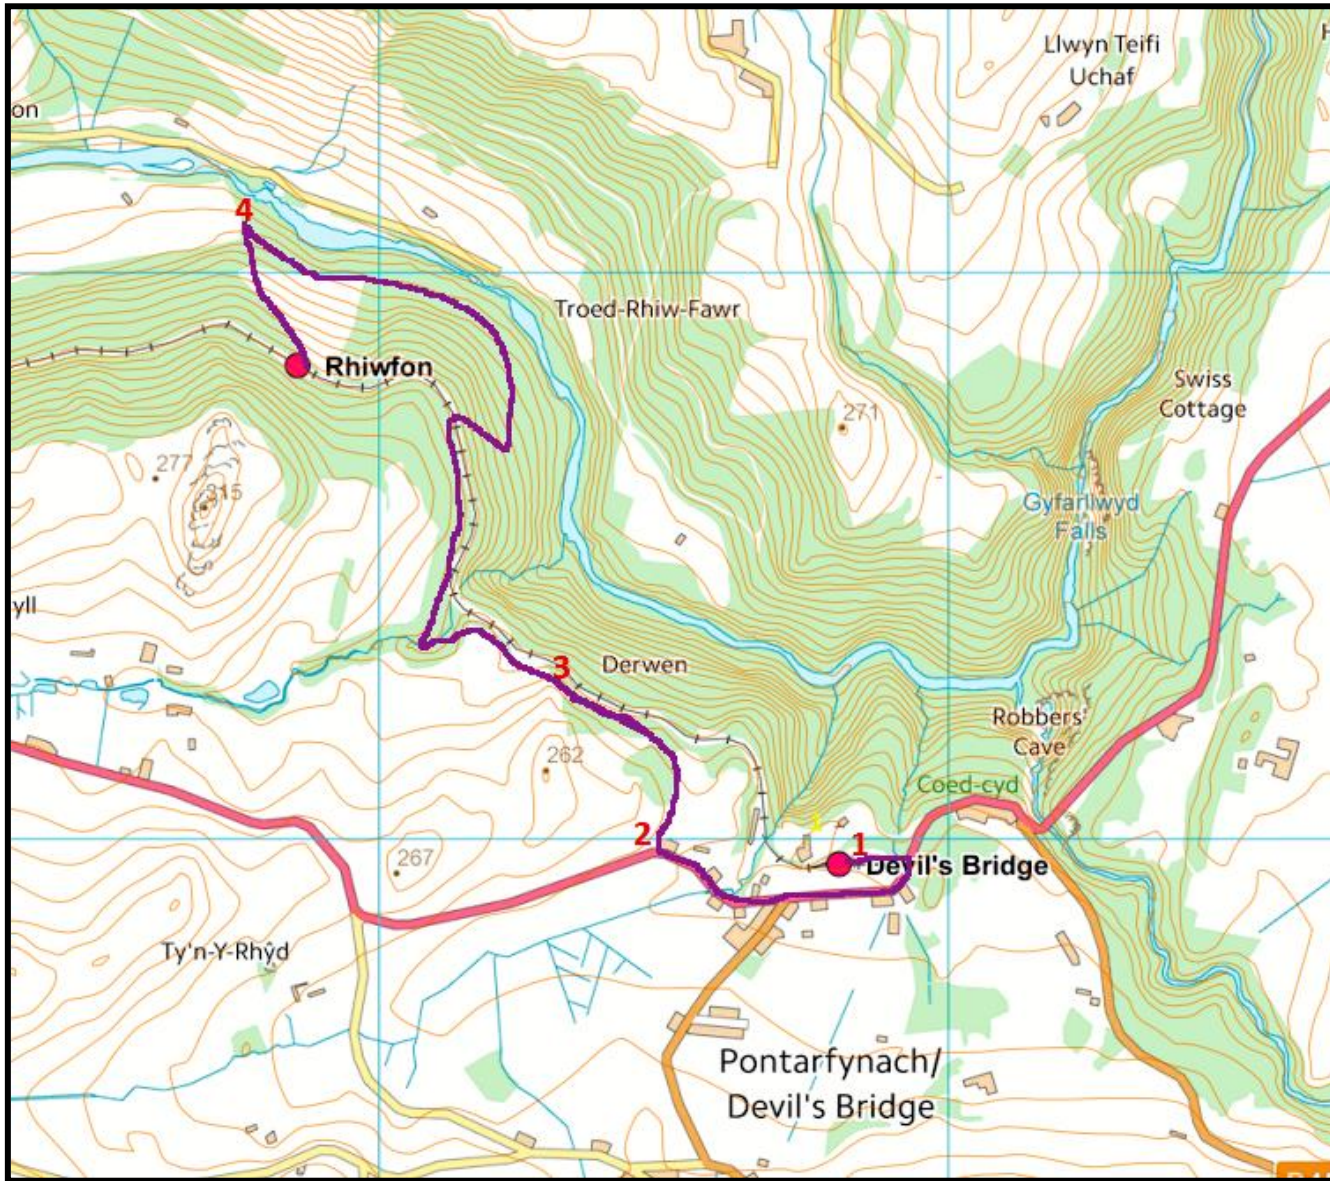 Llwyn Teifi
Uchaf
on
4
Troed-Rhiw-Fawr
Rhiwfon
Swiss
Cottage
271
277
315
Gyfarllwyd
Falls
yll
3
Derwen
Robbers'
Cave
262
Coed-cyd
2
1
1
Devil's Bridge
267
Ty'n-Y-Rhŷd
Pontarfynach/
Devil's Bridge